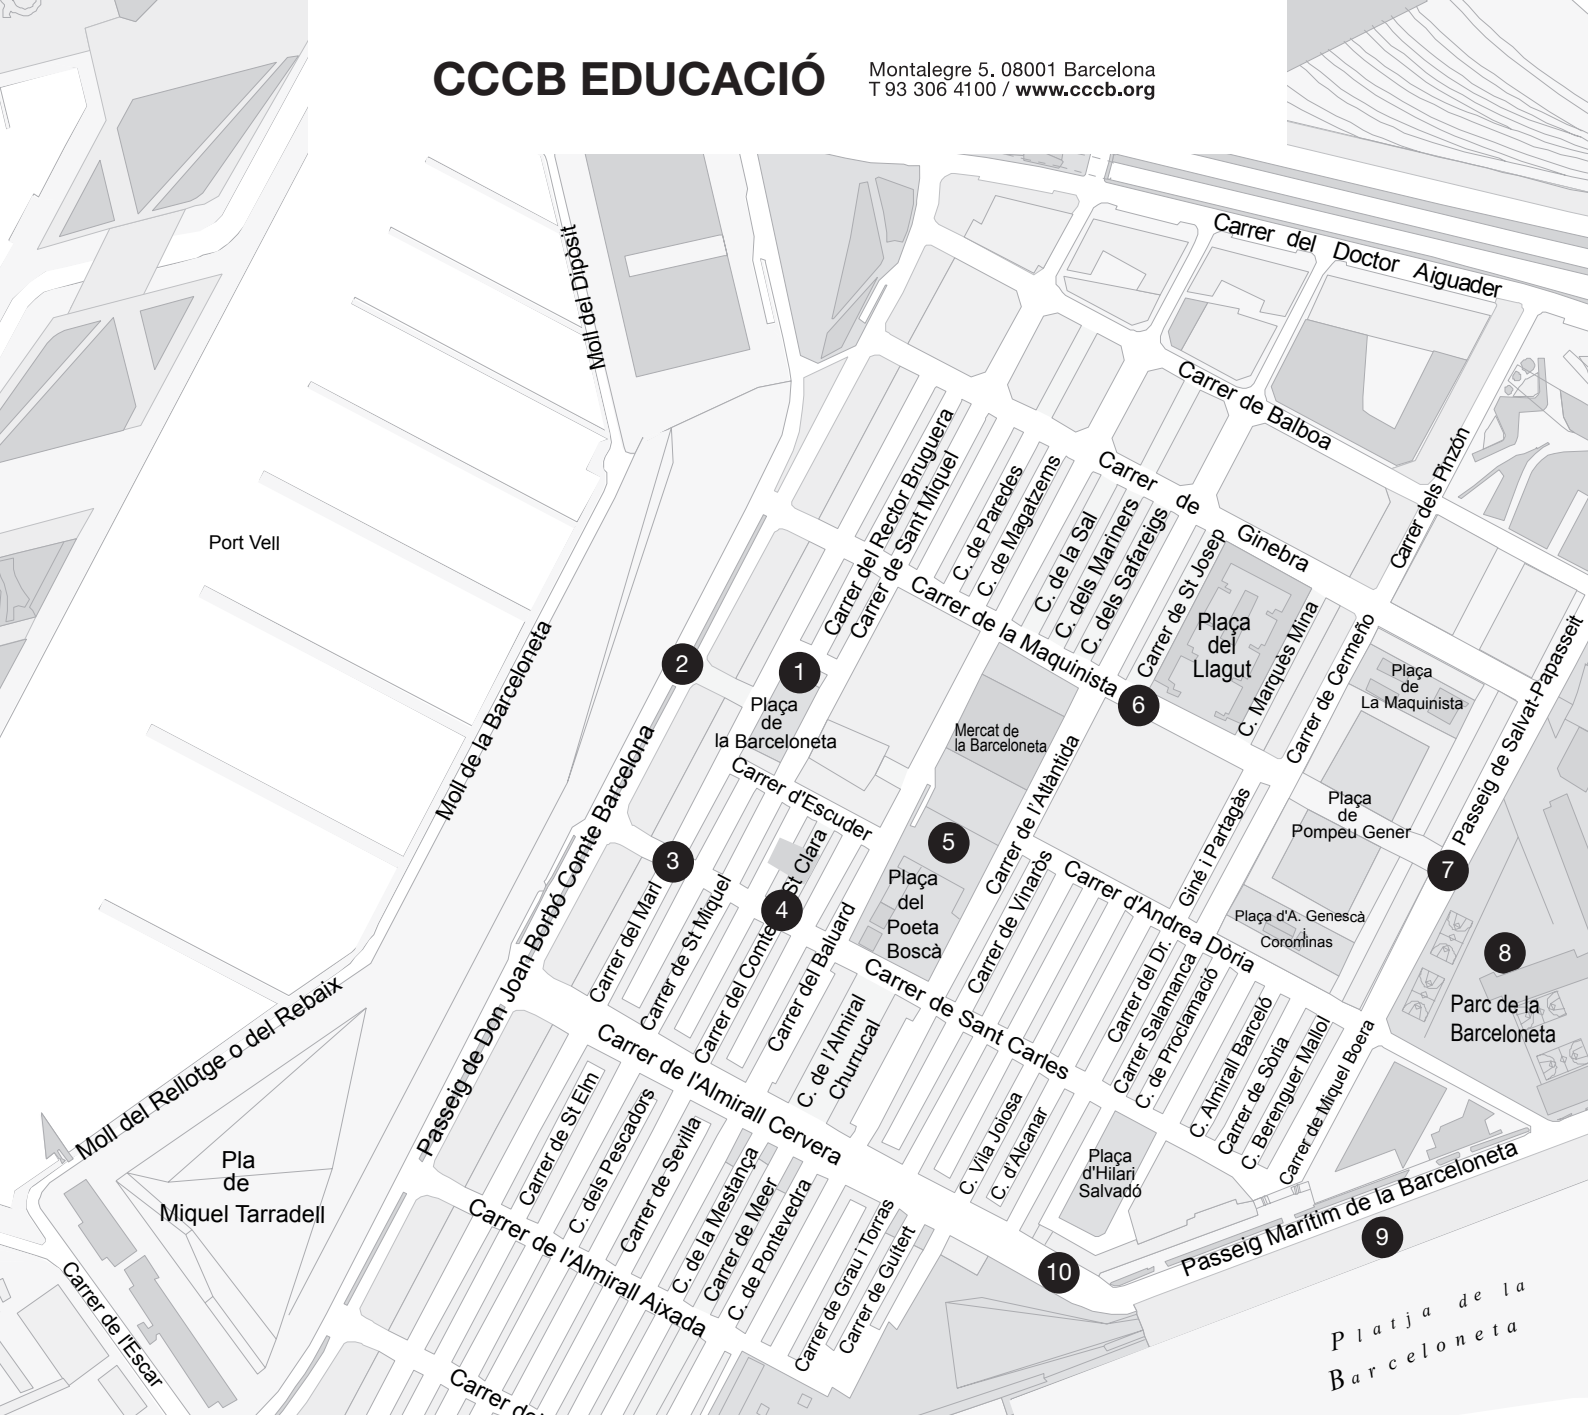 CCCB EDUCACIÓ
Montalegre 5. 08001 Barcelona
T 93 306 4100 / www.cccb.org
Carrer del Doctor Aiguader
Moll del Dipòsit
Carrer de Balboa
Carrer dels Pinzón
Carrer del Rector Bruguera
Carrer de Sant Miquel
C. de Paredes
C. de Magatzems
C. de la Sal
C. dels Mariners
C. dels Safareigs
Carrer de Ginebra
Carrer de St Josep
Port Vell
Carrer de la Maquinista
Plaça
del
Llagut
C. Marquès Mina
Carrer de Cermeño
Plaça
de
La Maquinista
Passeig de Salvat-Papasseit
Moll de la Barceloneta
2
1
6
Plaça
de
la Barceloneta
Mercat de
la Barceloneta
Carrer de l'Atlàntida
Carrer d'Escuder
Plaça
de
Pompeu Gener
Giné i Partagàs
Passeig de Don Joan Borbó Comte Barcelona
3
5
7
St Clara
4
Carrer del Marl
Carrer de St Miquel
Carrer del Comte
Carrer del Baluard
Plaça
del
Poeta
Boscà
Carrer de Vinaròs
Carrer d'Andrea Dòria
Plaça d'A. Genescà
i
Corominas
8
Parc de la
Barceloneta
Carrer de Sant Carles
C. de l'Almiral
Churrucal
Carrer del Dr.
Carrer Salamanca
C. de Proclamació
C. Almirall Barceló
Carrer de Sòria
C. Berenguer Mallol
Carrer de Miquel Boera
Moll del Rellotge o del Rebaix
Carrer de l'Almirall Cervera
Carrer de St Elm
C. dels Pescadors
Carrer de Sevilla
C. de la Mestança
Carrer de Meer
C. de Pontevedra
C. Vila Joiosa
C. d'Alcanar
Plaça
d'Hilari
Salvadó
Pla
de
Miquel Tarradell
Carrer de l'Almirall Aixada
Carrer de Grau i Torras
Carrer de Guítert
Passeig Marítim de la Barceloneta
9
10
Carrer de l'Escar
Platja de la
Barceloneta
Carrer de